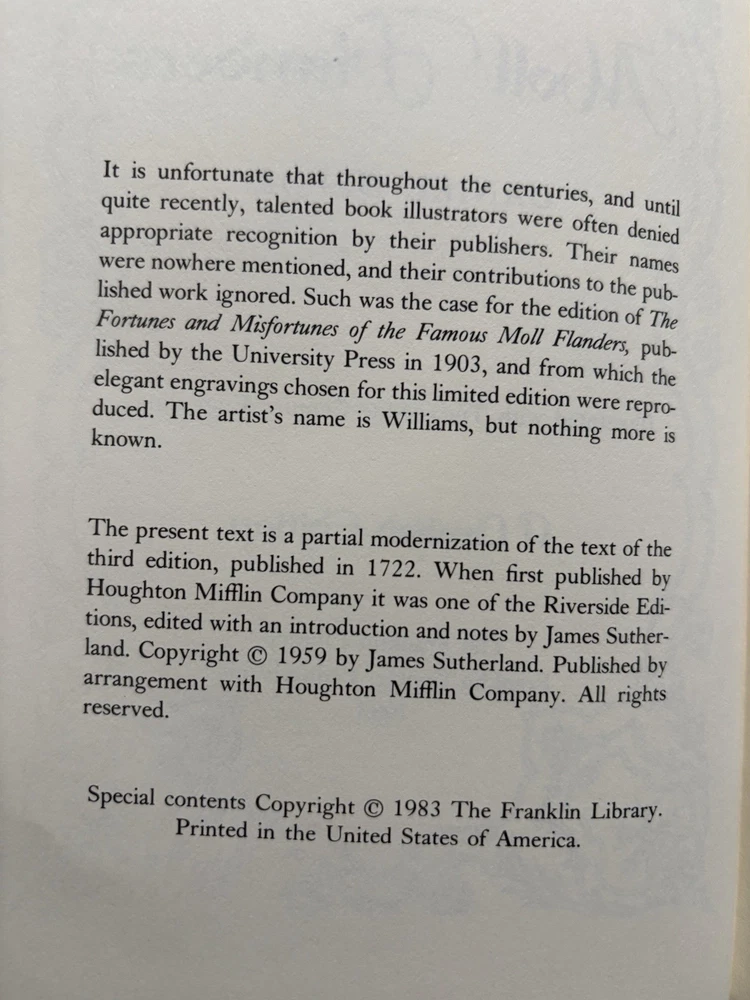 It is unfortunate that throughout the centuries, and until
quite recently, talented book illustrators were often denied
appropriate recognition by their publishers. Their names
were nowhere mentioned, and their contributions to the pub-
lished work ignored. Such was the case for the edition of The
Fortunes and Misfortunes of the Famous Moll Flanders, pub-
lished by the University Press in 1903, and from which the
elegant engravings chosen for this limited edition were repro-
duced. The artist's name is Williams, but nothing more is
known.
The present text is a partial modernization of the text of the
third edition, published in 1722. When first published by
Houghton Mifflin Company it was one of the Riverside Edi-
tions, edited with an introduction and notes by James Suther-
land. Copyright © 1959 by James Sutherland. Published by
arrangement with Houghton Mifflin Company. All rights
reserved.
Special contents Copyright © 1983 The Franklin Library.
Printed in the United States of America.